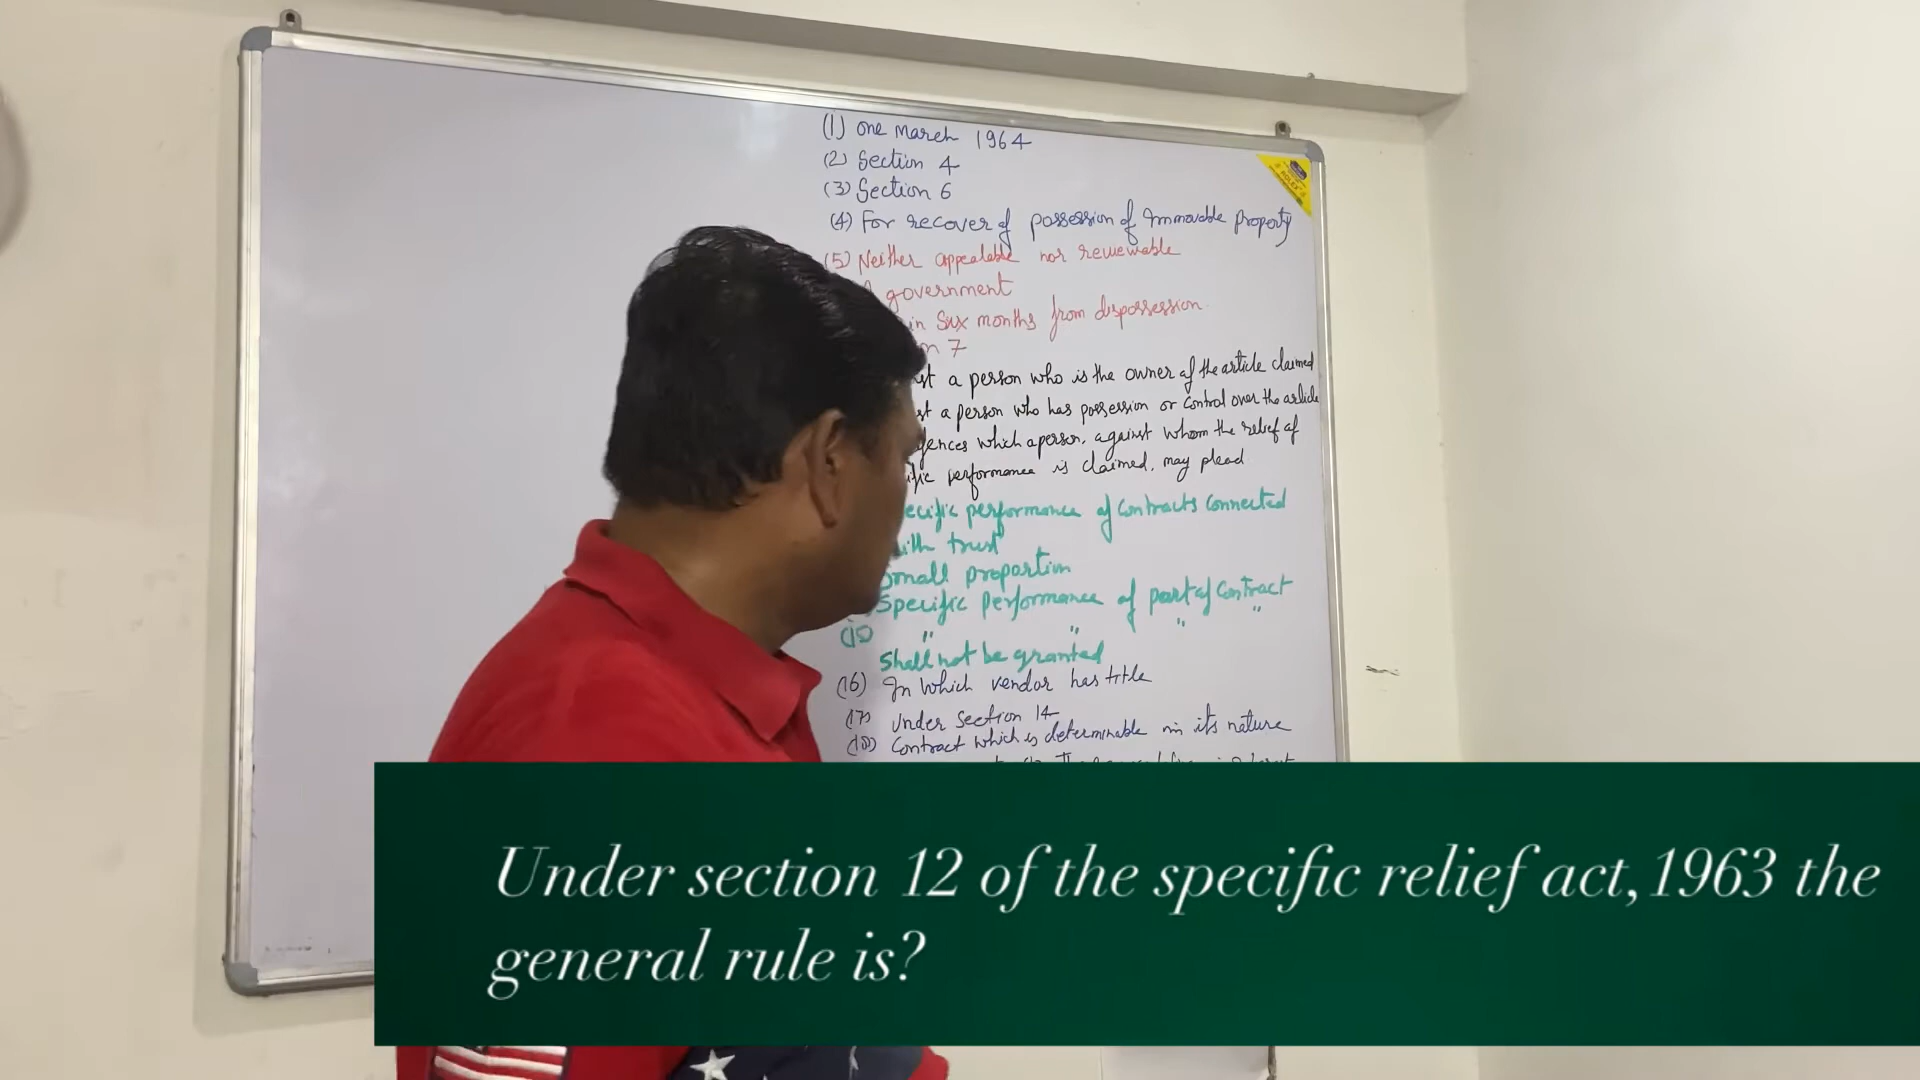 (1) One March 1964
(2) Section 4
(3) Section 6
(4) For recover of possession of Immovable Property
(5) Neither appealable nor reviewable
government
in Six months from dispossession
7
a person who is the owner of the article claimed
a person who has possession or control over the article
which a person, against whom the relief of
performance is claimed, may plead
performance of Contracts Connected
trust
Small proportion
Specific Performance of part of Contract
(15) " " " "
Shall not be granted
(16) In Which vendor has title
(17) Under Section 14
(18) Contract which is determinable in its nature
Under section 12 of the specific relief act,1963 the
general rule is?